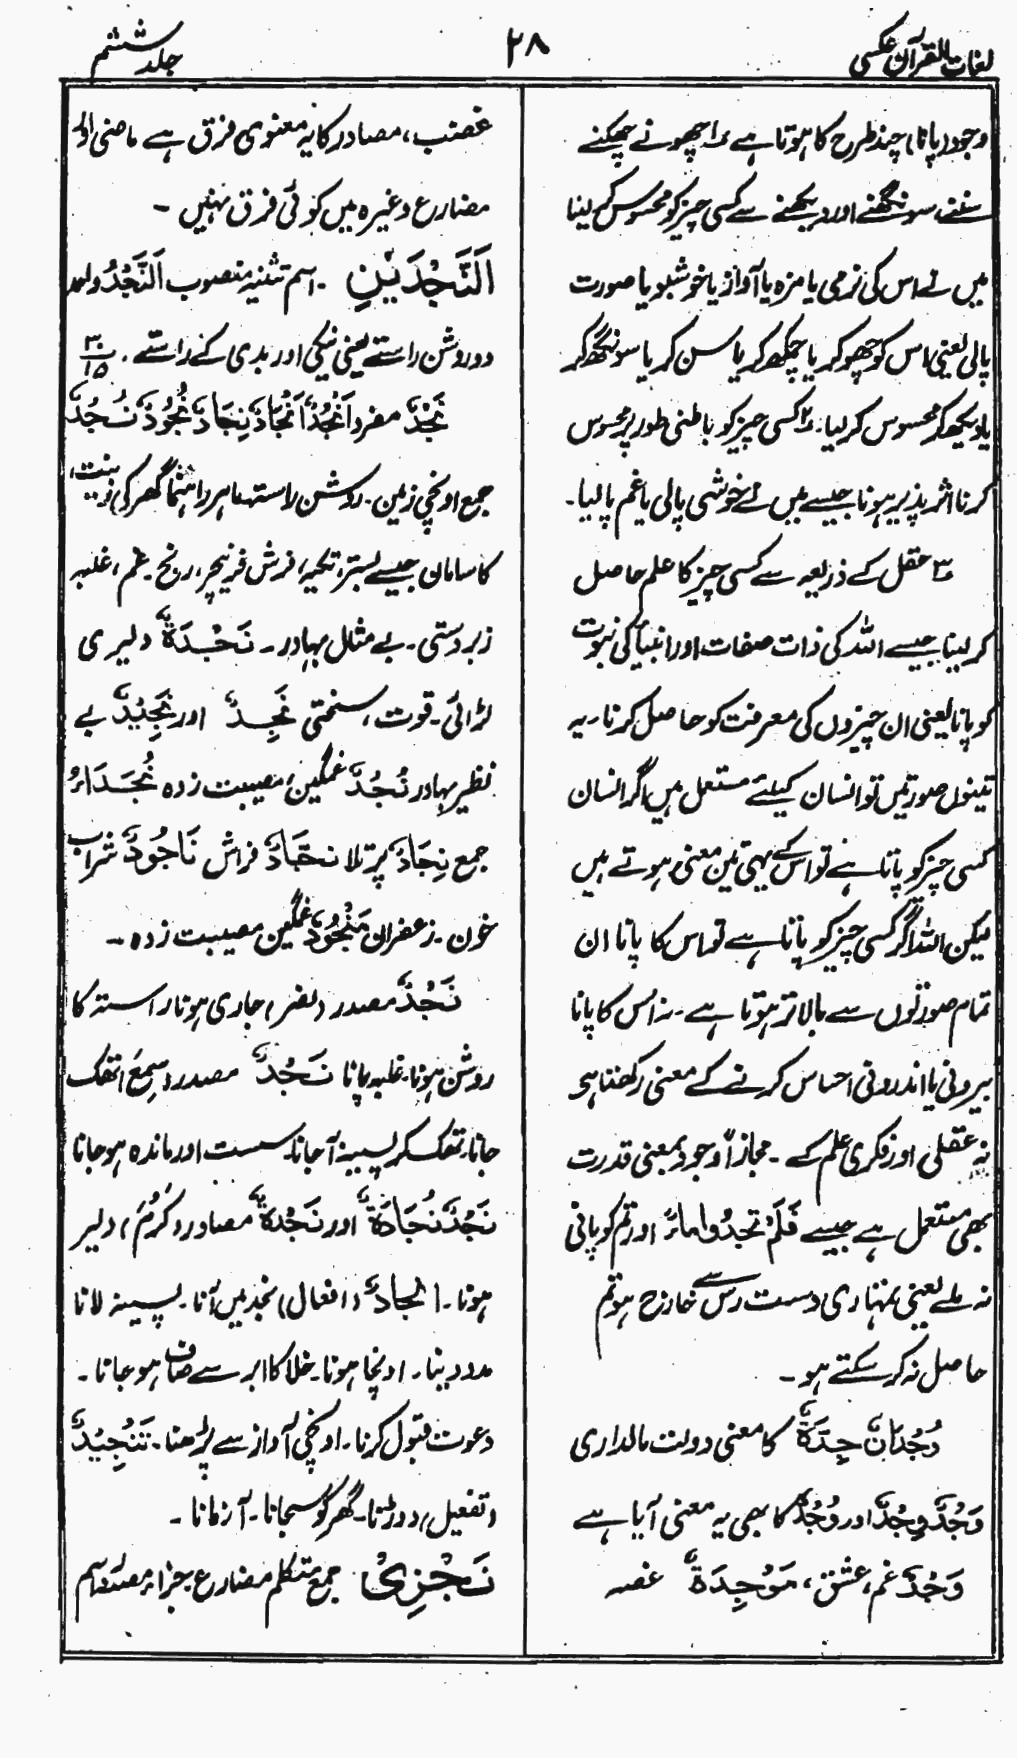 لغات القرآن عکسی
۲۸
جلد ششم
وجود (پانا) چند طرح کا ہوتا ہے ۱؎ چھونے چکھنے
سننے سونگھنے اور دیکھنے سے کسی چیز کو محسوس کر لینا
میں نے اس کی نرمی یا مزہ یا آواز یا خوشبو یا صورت
پالی یعنی اس کو چھو کر یا چکھ کر یا سن کر یا سونگھ کر
یا دیکھ کر محسوس کر لیا۔ ۲؎ کسی چیز کو باطنی طور پر محسوس
کرنا اثر پذیر ہونا جیسے میں نے خوشی پالی یا غم پا لیا۔
۳؎ عقل کے ذریعہ سے کسی چیز کا علم حاصل
کر لینا جیسے اللہ کی ذات صفات اور انبیاؑ کی نبوت
کو پانا یعنی ان چیزوں کی معرفت کو حاصل کرنا۔ یہ
تینوں صورتیں تو انسان کیلئے مستعمل ہیں اگر انسان
کسی چیز کو پاتا ہے تو اس کے یہی تین معنی ہوتے ہیں
لیکن اللہ اگر کسی چیز کو پاتا ہے تو اس کا پانا ان
تمام صورتوں سے بالاتر ہوتا ہے۔ نہ اس کا پانا
بیرونی یا اندرونی احساس کرنے کے معنی رکھتا ہے
نہ عقلی اور فکری علم کے۔ مجازاً وجود بمعنی قدرت
بھی مستعمل ہے جیسے فَلَمْ تجدُوا ماءً اور تم کو پانی
نہ ملے یعنی تمہاری دست رس سے خارج ہو تم
حاصل نہ کر سکتے ہو۔
وُجْدَانٌ جِدَةٌ کا معنی دولت مالداری
وَجْدٌ وِجْدٌ اور وُجْدٌ کا بھی یہ معنی آیا ہے
وَجْدٌ غم، عشق، مَوْجِدَةٌ غصہ
غضب، مصادر کا یہ معنوی فرق ہے ماضی اور
مضارع وغیرہ میں کوئی فرق نہیں۔
اَلنَّجْدَيْنِ۔ اسم تثنیہ منصوب اَلنَّجْدُ واحد
دو روشن راستے یعنی نیکی اور بدی کے راستے۔ ۳۰/۱۵
نَجْدٌ مفرد اَنْجُدٌ اَنْجَادٌ نِجَادٌ نُجُودٌ نُجُدٌ
جمع اونچی زمین۔ روشن راستہ ماہر راہنما گھر کی زینت،
کا سامان جیسے بستر، تکیہ، فرش فرنیچر، رنج۔ غم، غلبہ
زبردستی۔ بے مثال بہادر۔ نَجْدَةٌ دلیری
لڑائی۔ قوت، سختی نَجِدٌ اور نَجِيْدٌ بے
نظیر بہادر نُجُدٌ غمگین، مصیبت زدہ نُجَدَاءُ
جمع نِجَادٌ پرتلا نَجَّادٌ فراش نَاجُودٌ شراب
خون۔ زعفران مَنْجُودٌ غمگین مصیبت زدہ۔
نَجْدٌ مصدر (نصر) جاری ہونا راستہ کا
روشن ہونا۔ غلبہ پانا نَجْدٌ مصدر (سمِعَ) تھک
جانا۔ تھک کر پسینہ آ جانا۔ سست اور ماندہ ہو جانا
نَجْدٌ نَجَادَةٌ اور نَجْدَةٌ مصادر (کَرُمَ) دلیر
ہونا۔ اِنجَادٌ (افعال) نجد میں آنا۔ پسینہ لانا
مدد دینا۔ اونچا ہونا۔ خلا کا ابر سے صاف ہو جانا۔
دعوت قبول کرنا۔ اونچی آواز سے پڑھنا۔ تَنْجِيْدٌ
(تفعیل) دوڑنا۔ گھر کو سجانا۔ آزمانا۔
نَجْزِیْ جمع متکلم مضارع جزاء مصدر اسم